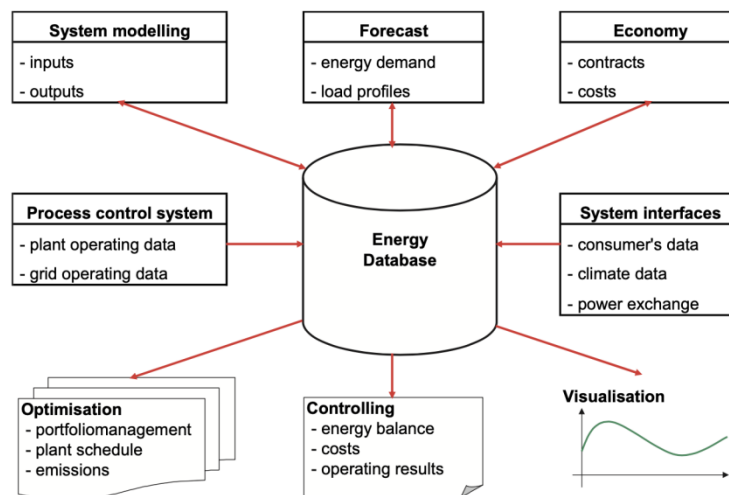 System modelling
- inputs
- outputs
Forecast
- energy demand
- load profiles
Economy
- contracts
- costs
Process control system
- plant operating data
- grid operating data
Energy
Database
System interfaces
- consumer's data
- climate data
- power exchange
Optimisation
- portfoliomanagement
- plant schedule
- emissions
Controlling
- energy balance
- costs
- operating results
Visualisation